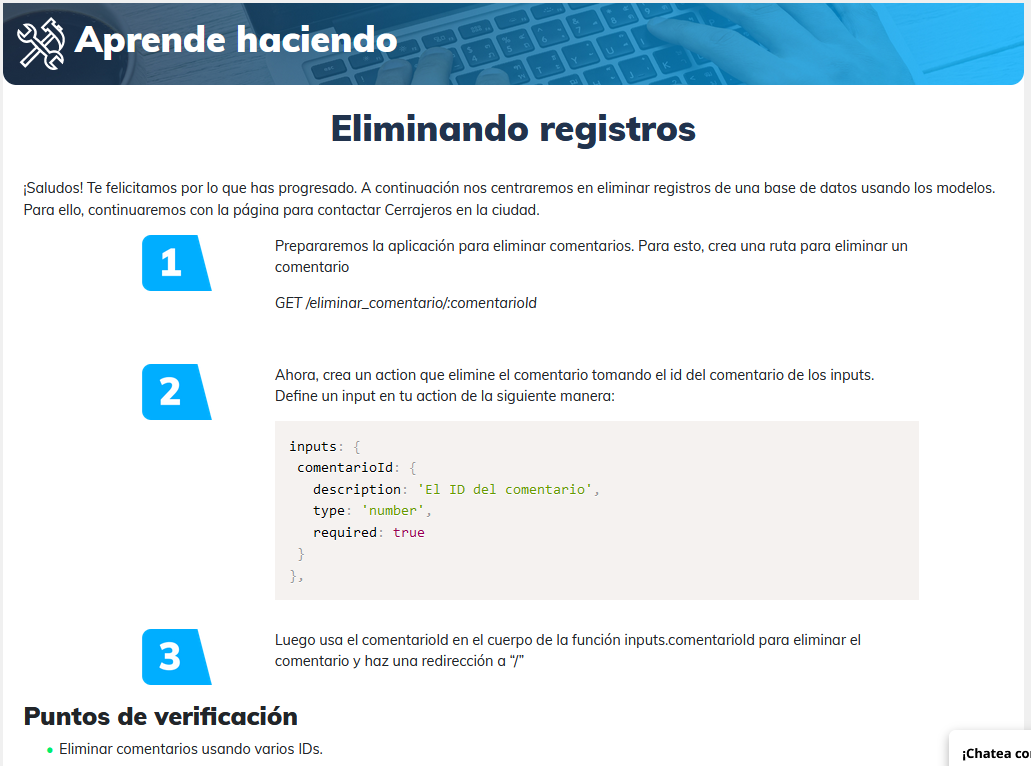 Aprende haciendo
Eliminando registros
¡Saludos! Te felicitamos por lo que has progresado. A continuación nos centraremos en eliminar registros de una base de datos usando los modelos.
Para ello, continuaremos con la página para contactar Cerrajeros en la ciudad.
1
Prepararemos la aplicación para eliminar comentarios. Para esto, crea una ruta para eliminar un
comentario
GET /eliminar_comentario/:comentarioId
2
Ahora, crea un action que elimine el comentario tomando el id del comentario de los inputs.
Define un input en tu action de la siguiente manera:
inputs: {
comentarioId: {
description: 'El ID del comentario',
type: 'number',
required: true
}
},
3
Luego usa el comentarioId en el cuerpo de la función inputs.comentarioId para eliminar el
comentario y haz una redirección a “/”
Puntos de verificación
Eliminar comentarios usando varios IDs.
¡Chatea co